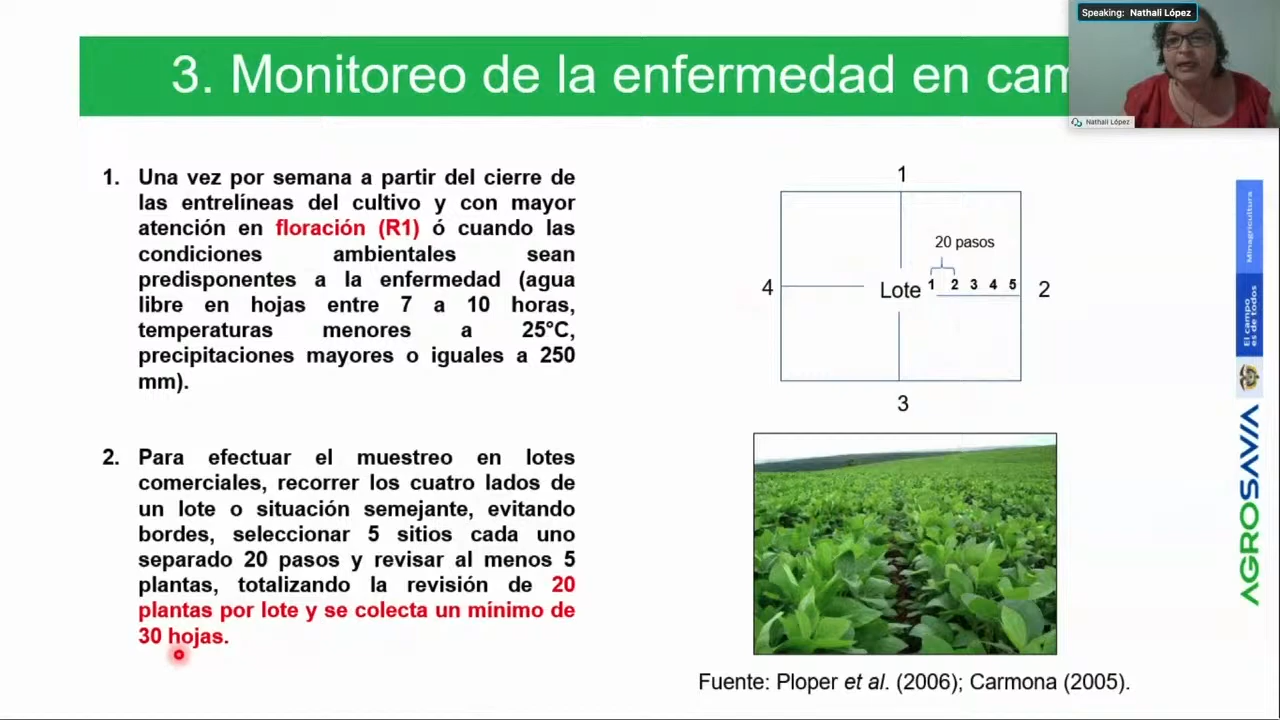 Speaking: Nathali López
3. Monitoreo de la enfermedad en cam
Nathali López
1. Una vez por semana a partir del cierre de
las entrelíneas del cultivo y con mayor
atención en floración (R1) ó cuando las
condiciones ambientales sean
predisponentes a la enfermedad (agua
libre en hojas entre 7 a 10 horas,
temperaturas menores a 25°C,
precipitaciones mayores o iguales a 250
mm).
2. Para efectuar el muestreo en lotes
comerciales, recorrer los cuatro lados de
un lote o situación semejante, evitando
bordes, seleccionar 5 sitios cada uno
separado 20 pasos y revisar al menos 5
plantas, totalizando la revisión de 20
plantas por lote y se colecta un mínimo de
30 hojas.
1
20 pasos
4
Lote 1 2 3 4 5
2
3
Fuente: Ploper et al. (2006); Carmona (2005).
Minagricultura
El campo
es de todos
AGROSAVIA